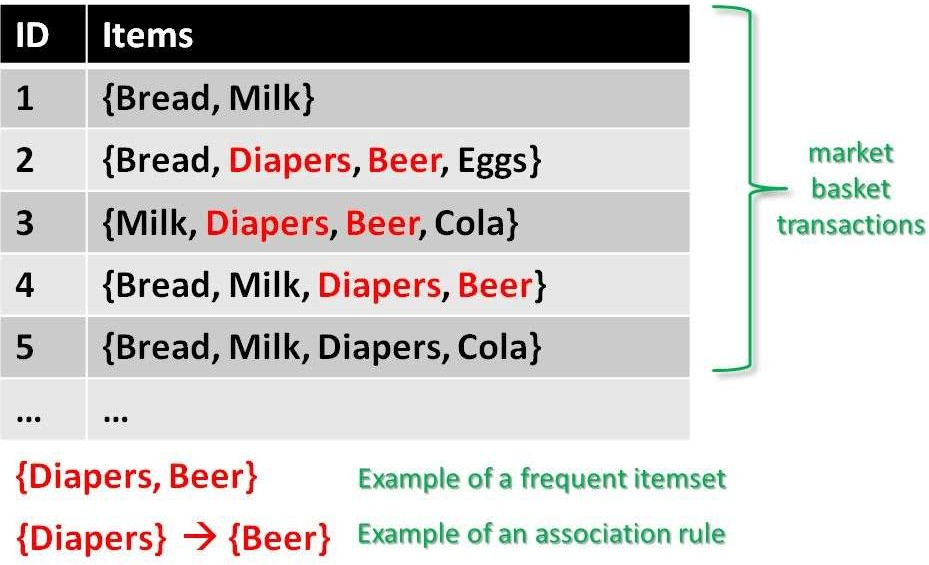 ID Items
1 {Bread, Milk}
2 {Bread, Diapers, Beer, Eggs}
3 {Milk, Diapers, Beer, Cola}
4 {Bread, Milk, Diapers, Beer}
5 {Bread, Milk, Diapers, Cola}
... ...
market
basket
transactions
{Diapers, Beer} Example of a frequent itemset
{Diapers} → {Beer} Example of an association rule